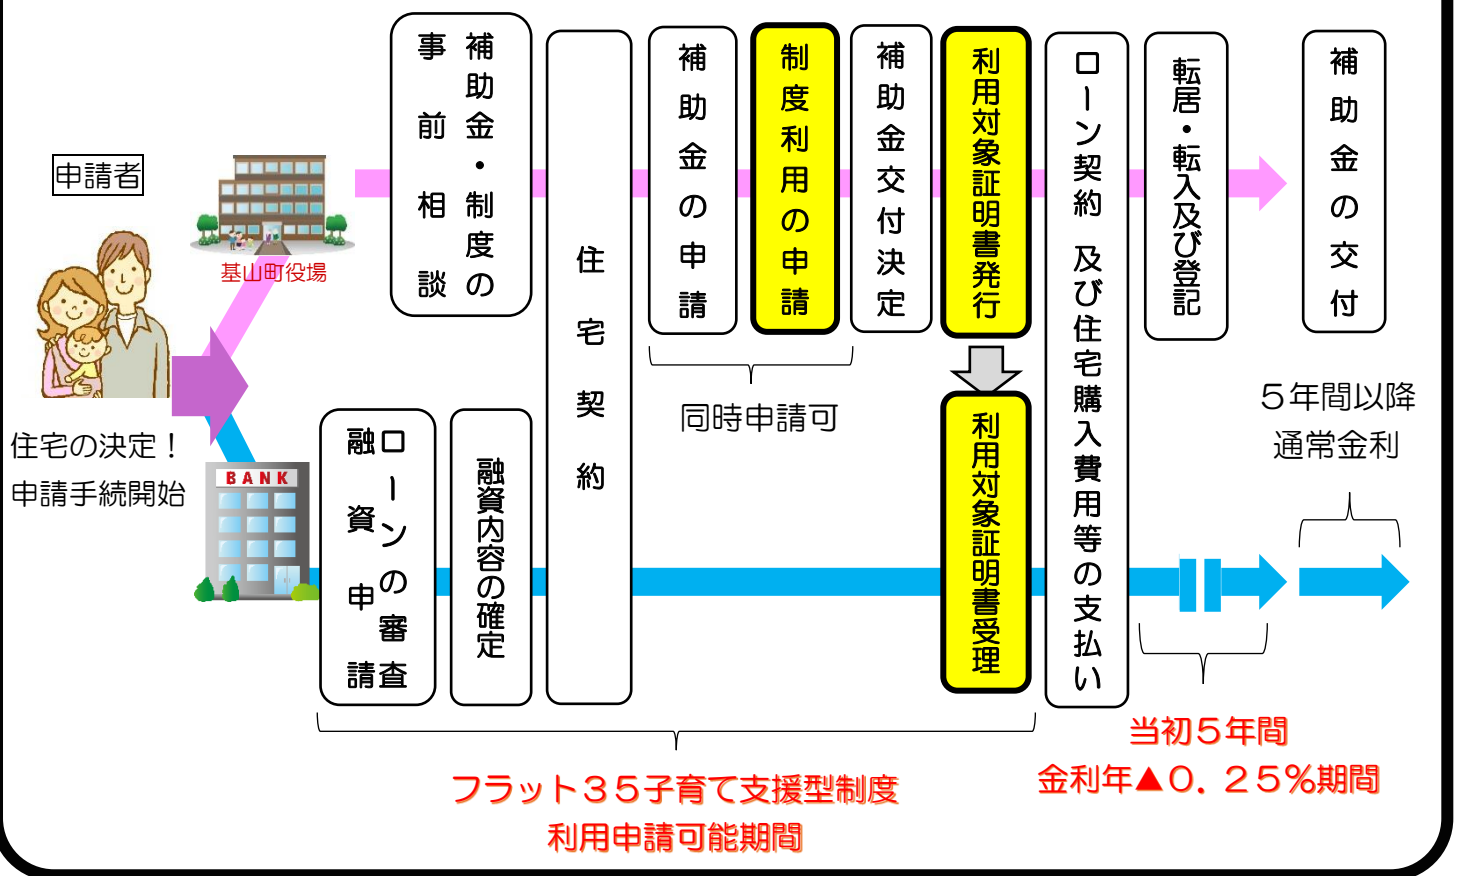 申請者
基山町役場
住宅の決定！
申請手続開始
BANK
補助金・制度の
事前相談
ローンの審査
融資申請
融資内容の確定
住宅契約
補助金の申請
制度利用の申請
同時申請可
補助金交付決定
利用対象証明書発行
利用対象証明書受理
ローン契約 及び住宅購入費用等の支払い
転居・転入及び登記
補助金の交付
５年間以降
通常金利
当初５年間
金利年▲０．２５％期間
フラット３５子育て支援型制度
利用申請可能期間